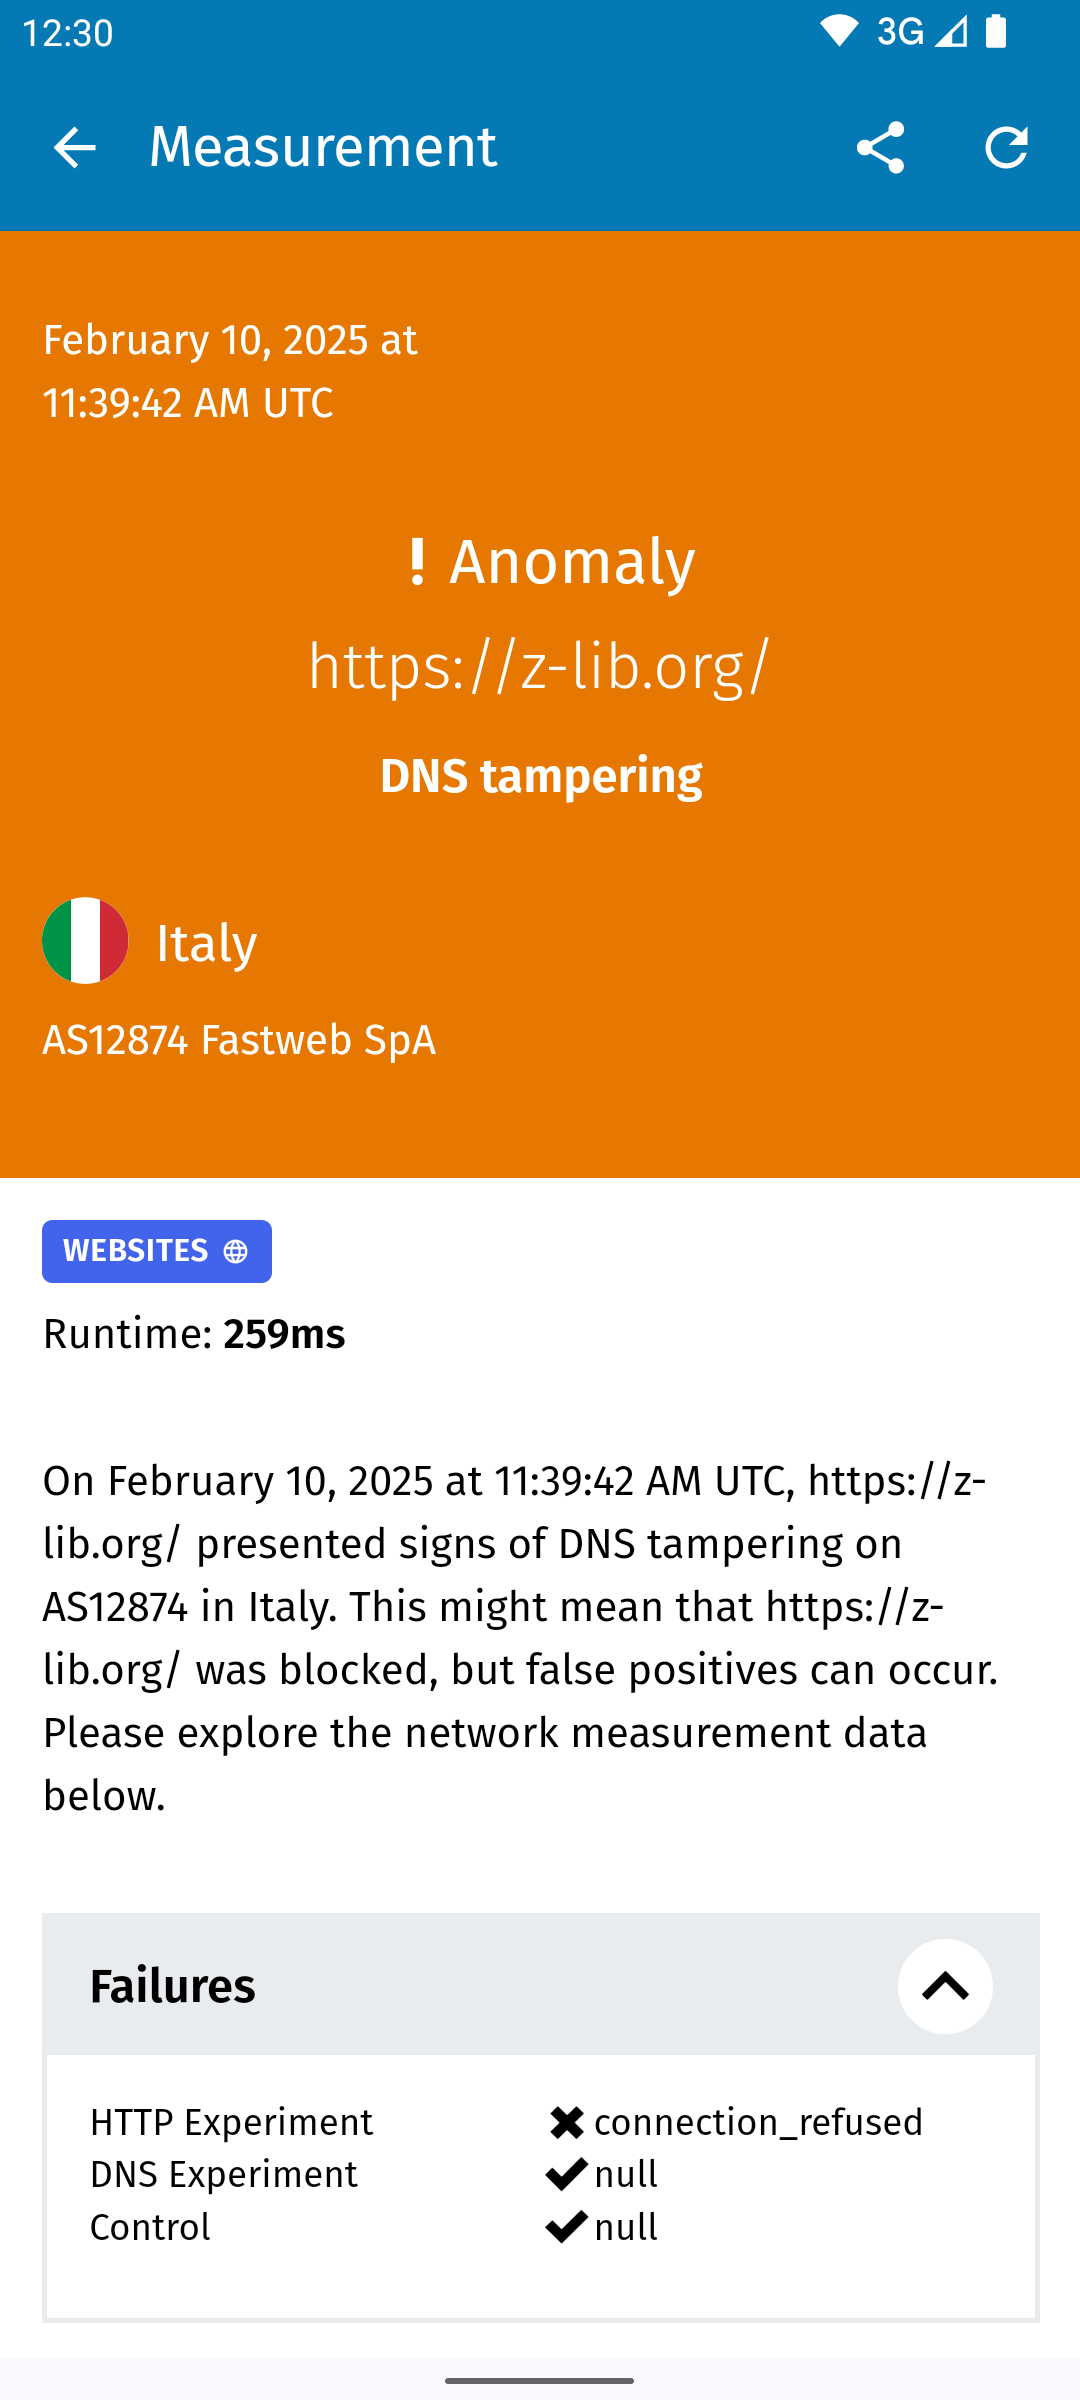 12:30
3G
Measurement
February 10, 2025 at
11:39:42 AM UTC
! Anomaly
https://z-lib.org/
DNS tampering
Italy
AS12874 Fastweb SpA
WEBSITES
Runtime: 259ms
On February 10, 2025 at 11:39:42 AM UTC, https://z-
lib.org/ presented signs of DNS tampering on
AS12874 in Italy. This might mean that https://z-
lib.org/ was blocked, but false positives can occur.
Please explore the network measurement data
below.
Failures
HTTP Experiment ✖ connection_refused
DNS Experiment ✔ null
Control ✔ null